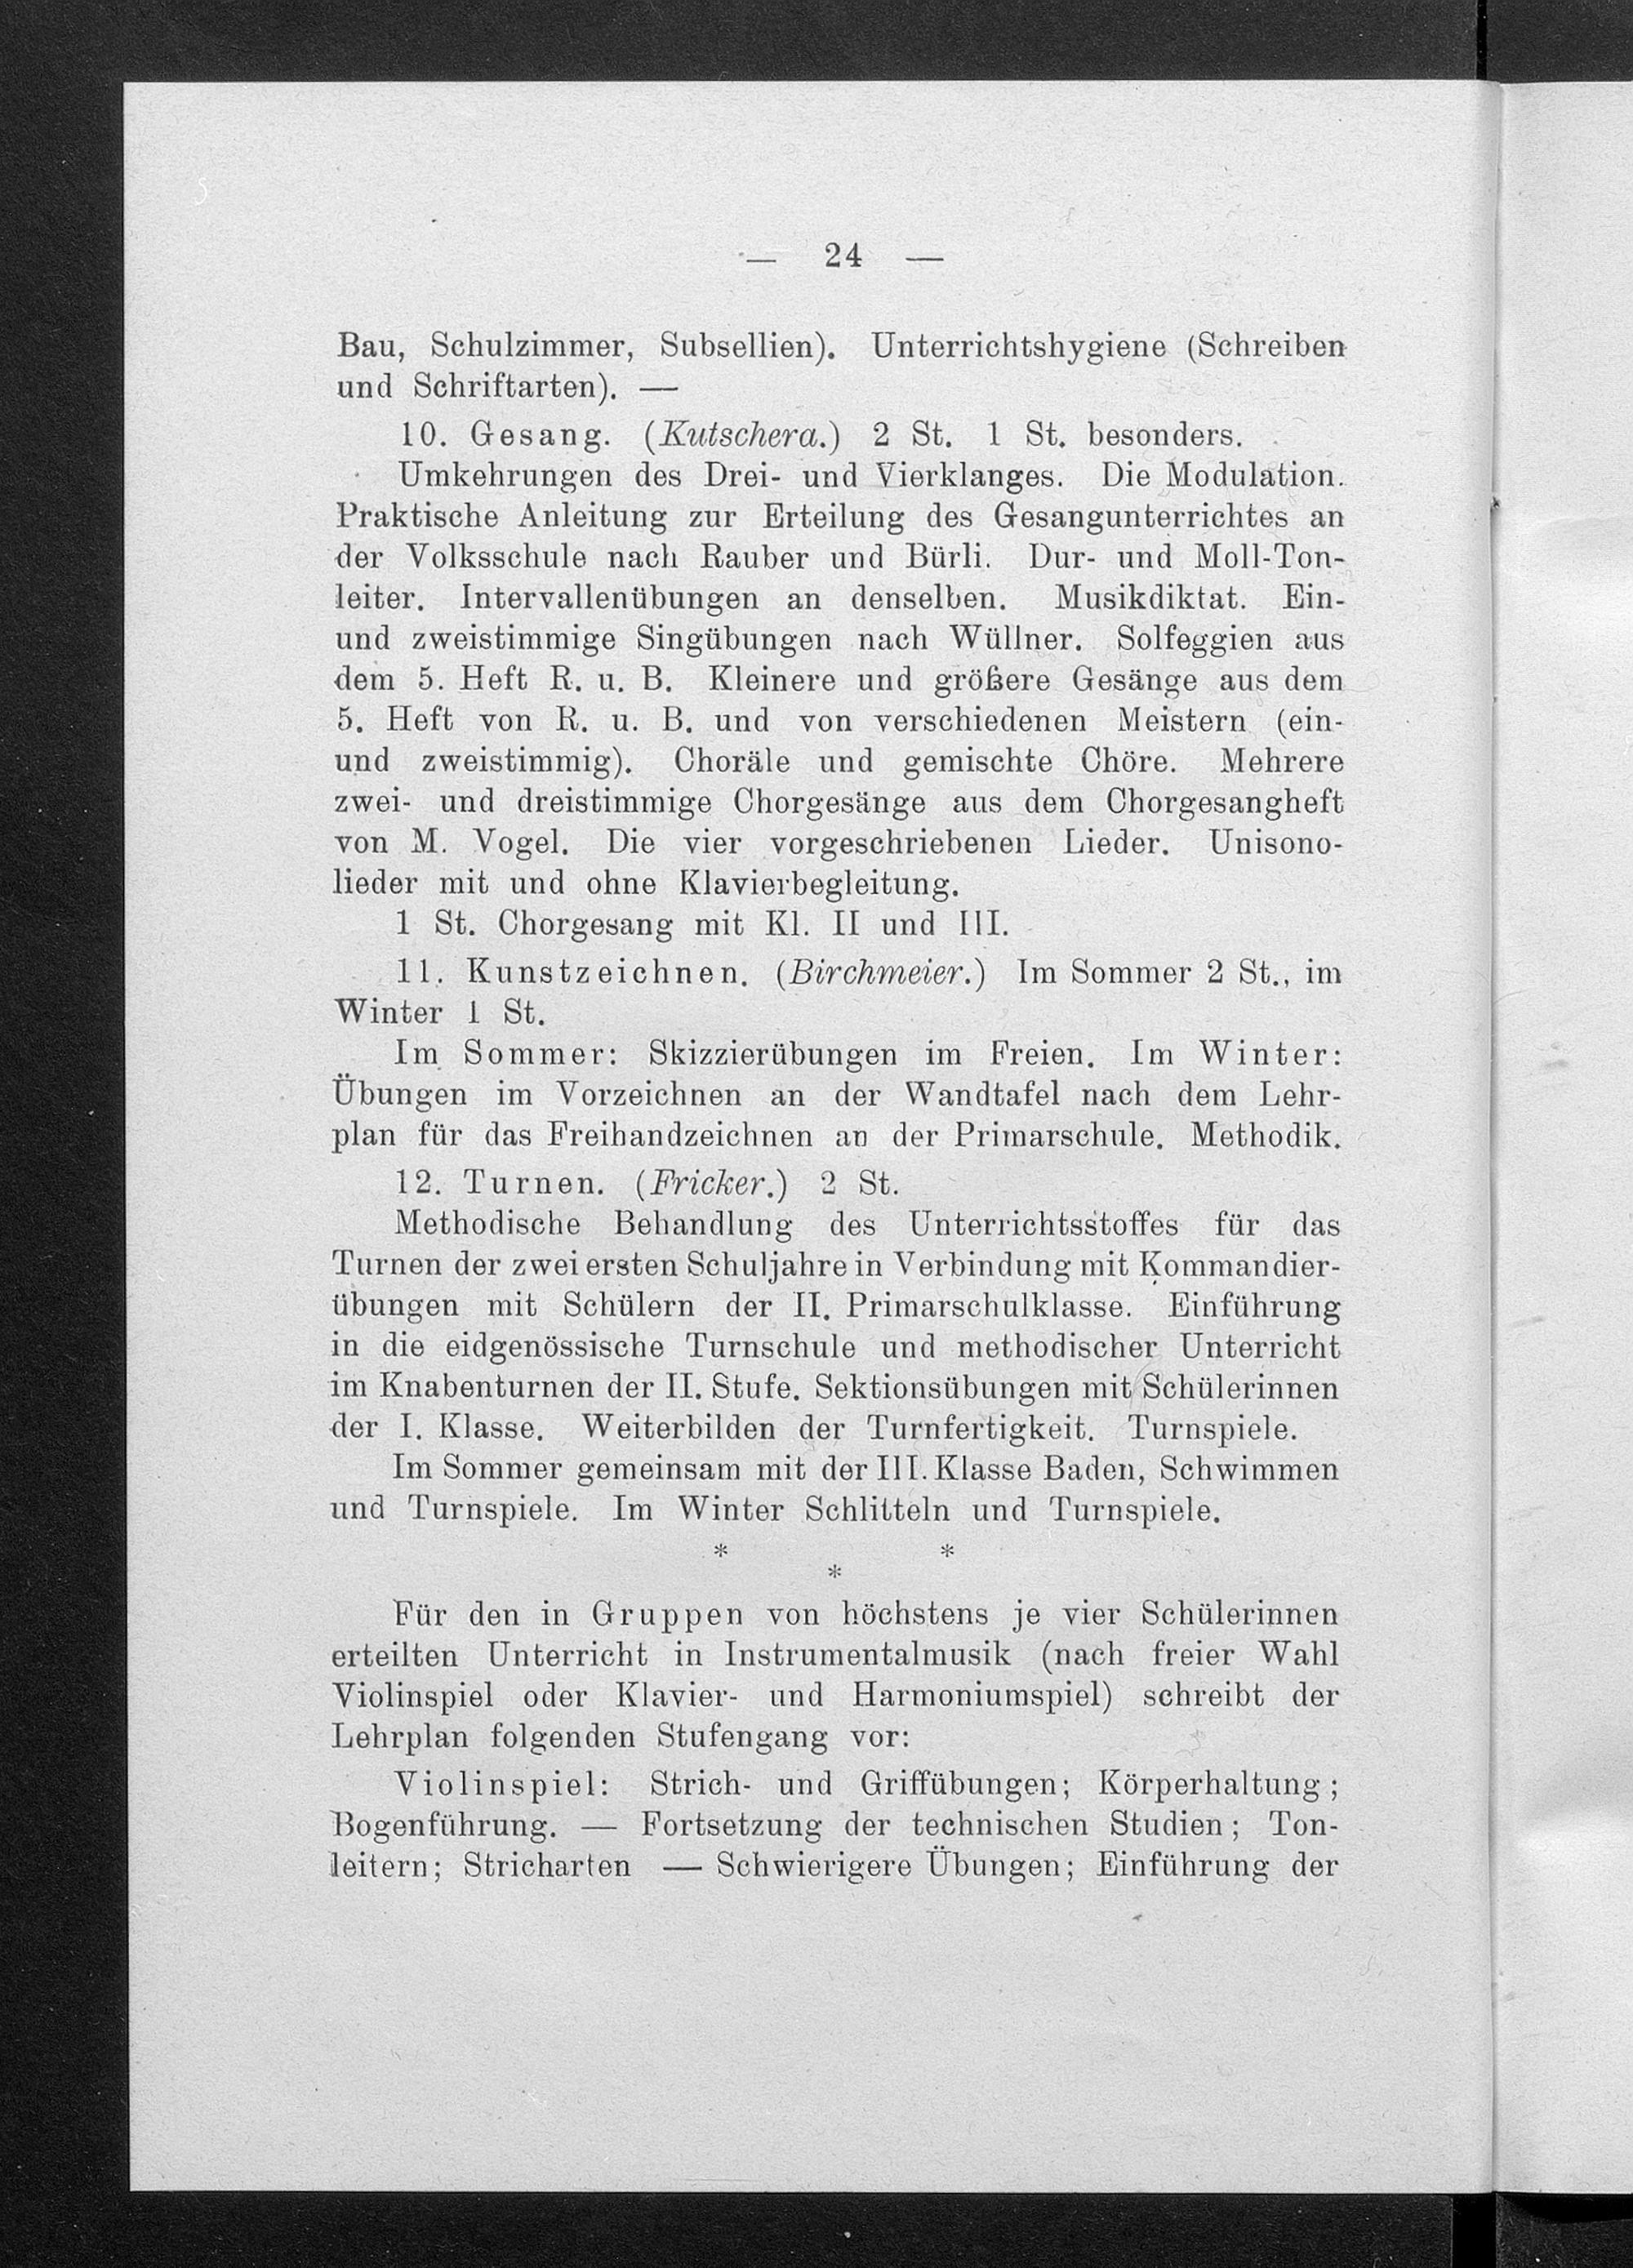 — 24 —
Bau, Schulzimmer, Subsellien). Unterrichtshygiene (Schreiben
und Schriftarten). —
10. Gesang. (Kutschera.) 2 St. 1 St. besonders.
Umkehrungen des Drei- und Vierklanges. Die Modulation.
Praktische Anleitung zur Erteilung des Gesangunterrichtes an
der Volksschule nach Rauber und Bürli. Dur- und Moll-Ton-
leiter. Intervallenübungen an denselben. Musikdiktat. Ein-
und zweistimmige Singübungen nach Wüllner. Solfeggien aus
dem 5. Heft R. u. B. Kleinere und größere Gesänge aus dem
5. Heft von R. u. B. und von verschiedenen Meistern (ein-
und zweistimmig). Choräle und gemischte Chöre. Mehrere
zwei- und dreistimmige Chorgesänge aus dem Chorgesangheft
von M. Vogel. Die vier vorgeschriebenen Lieder. Unisono-
lieder mit und ohne Klavierbegleitung.
1 St. Chorgesang mit Kl. II und III.
11. Kunstzeichnen. (Birchmeier.) Im Sommer 2 St., im
Winter 1 St.
Im Sommer: Skizzierübungen im Freien. Im Winter:
Übungen im Vorzeichnen an der Wandtafel nach dem Lehr-
plan für das Freihandzeichnen an der Primarschule. Methodik.
12. Turnen. (Fricker.) 2 St.
Methodische Behandlung des Unterrichtsstoffes für das
Turnen der zwei ersten Schuljahre in Verbindung mit Kommandier-
übungen mit Schülern der II. Primarschulklasse. Einführung
in die eidgenössische Turnschule und methodischer Unterricht
im Knabenturnen der II. Stufe. Sektionsübungen mit Schülerinnen
der I. Klasse. Weiterbilden der Turnfertigkeit. Turnspiele.
Im Sommer gemeinsam mit der III. Klasse Baden, Schwimmen
und Turnspiele. Im Winter Schlitteln und Turnspiele.
* *
*
Für den in Gruppen von höchstens je vier Schülerinnen
erteilten Unterricht in Instrumentalmusik (nach freier Wahl
Violinspiel oder Klavier- und Harmoniumspiel) schreibt der
Lehrplan folgenden Stufengang vor:
Violinspiel: Strich- und Griffübungen; Körperhaltung;
Bogenführung. — Fortsetzung der technischen Studien; Ton-
leitern; Stricharten — Schwierigere Übungen; Einführung der